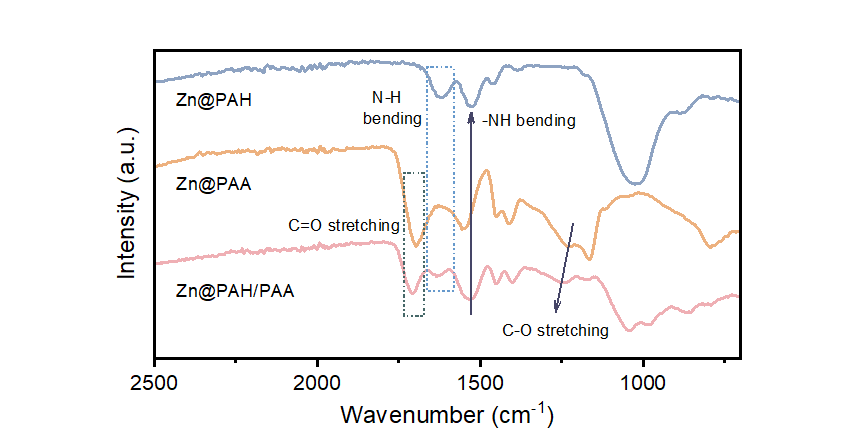 Intensity (a.u.)
Zn@PAH
N-H
bending
-NH bending
Zn@PAA
C=O stretching
Zn@PAH/PAA
C-O stretching
2500
2000
1500
1000
Wavenumber (cm⁻¹)